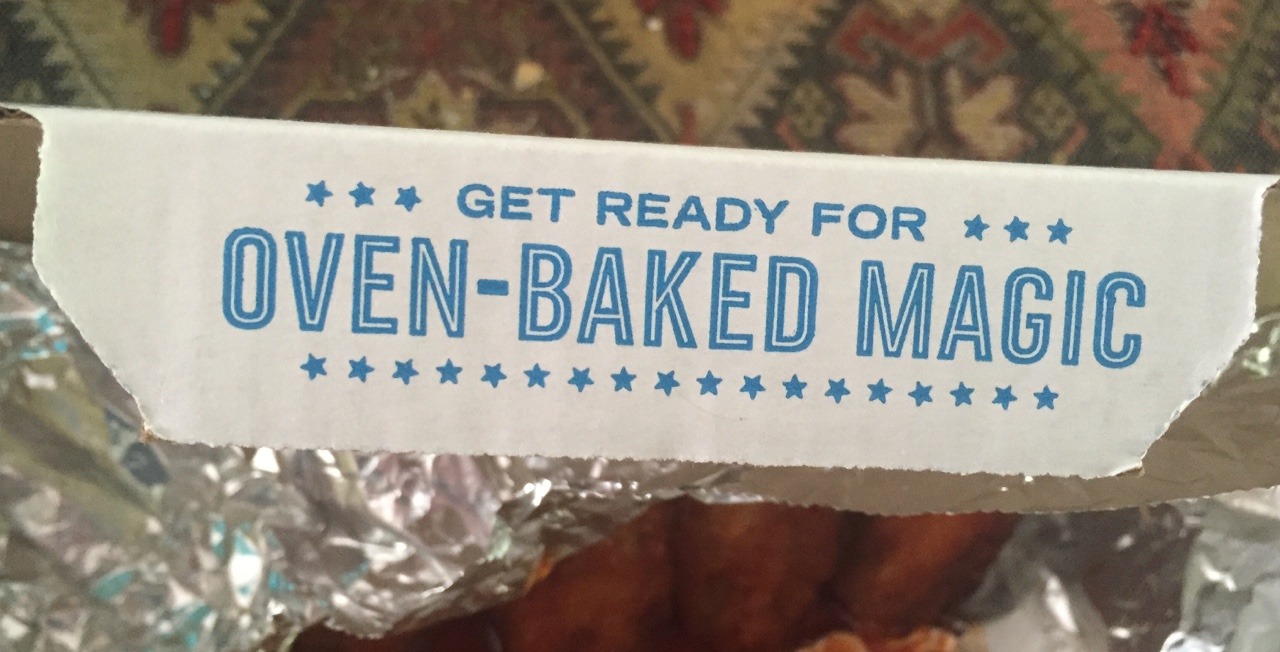 GET READY FOR
OVEN-BAKED MAGIC